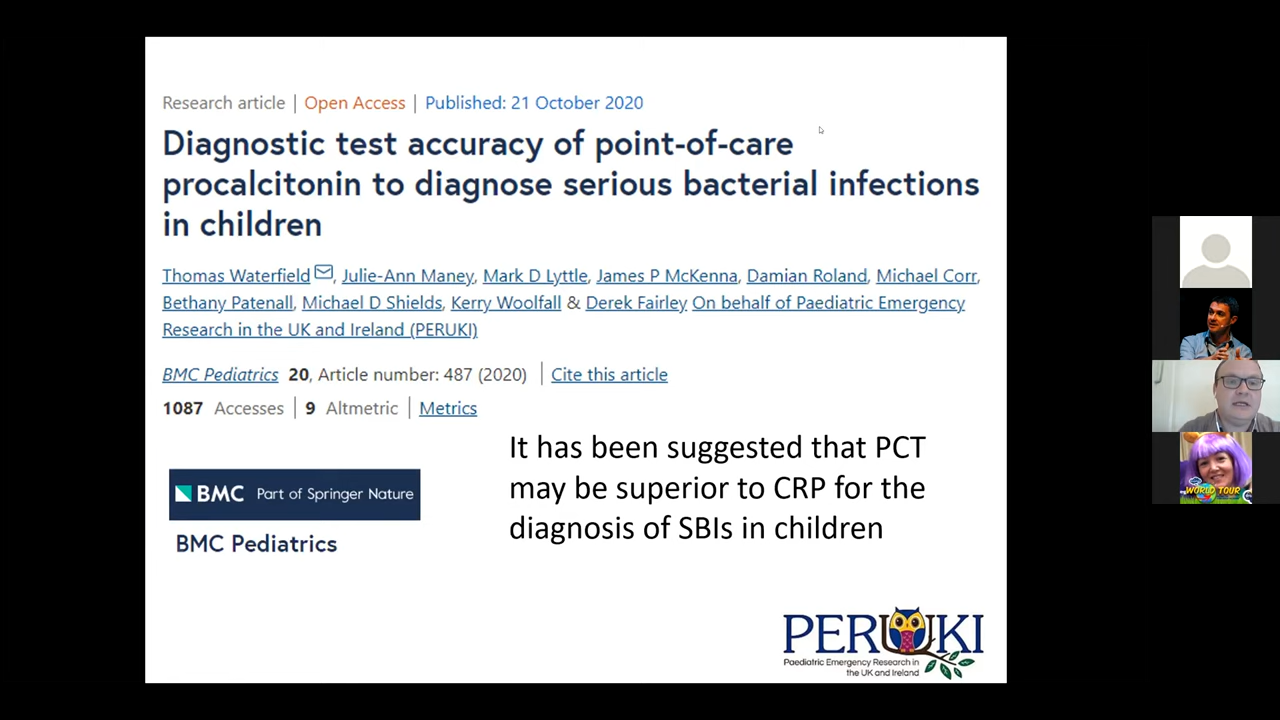 Research article | Open Access | Published: 21 October 2020
Diagnostic test accuracy of point-of-care
procalcitonin to diagnose serious bacterial infections
in children
Thomas Waterfield, Julie-Ann Maney, Mark D Lyttle, James P McKenna, Damian Roland, Michael Corr,
Bethany Patenall, Michael D Shields, Kerry Woolfall & Derek Fairley On behalf of Paediatric Emergency
Research in the UK and Ireland (PERUKI)
BMC Pediatrics 20, Article number: 487 (2020) | Cite this article
1087 Accesses | 9 Altmetric | Metrics
It has been suggested that PCT
may be superior to CRP for the
diagnosis of SBIs in children
BMC Part of Springer Nature
BMC Pediatrics
PERUKI
Paediatric Emergency Research in
the UK and Ireland
WORLD TOUR